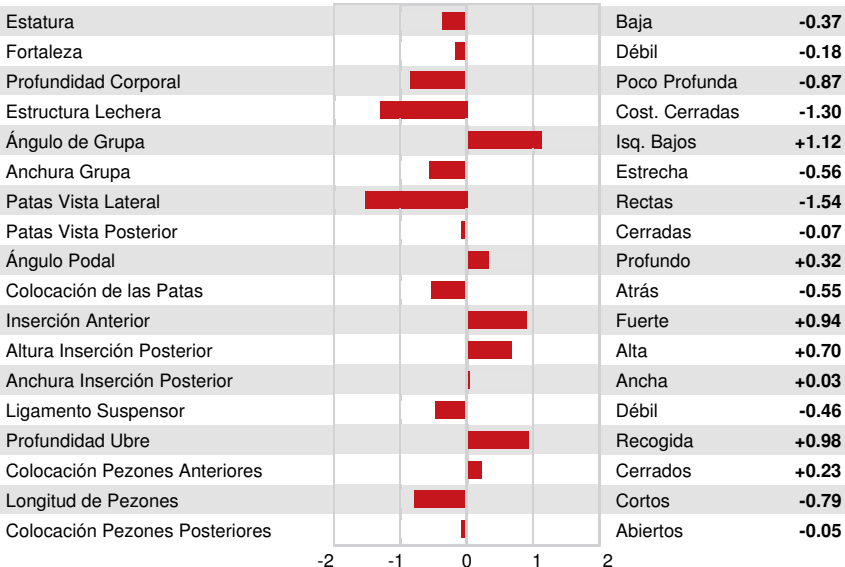 Estatura Baja -0.37
Fortaleza Débil -0.18
Profundidad Corporal Poco Profunda -0.87
Estructura Lechera Cost. Cerradas -1.30
Ángulo de Grupa Isq. Bajos +1.12
Anchura Grupa Estrecha -0.56
Patas Vista Lateral Rectas -1.54
Patas Vista Posterior Cerradas -0.07
Ángulo Podal Profundo +0.32
Colocación de las Patas Atrás -0.55
Inserción Anterior Fuerte +0.94
Altura Inserción Posterior Alta +0.70
Anchura Inserción Posterior Ancha +0.03
Ligamento Suspensor Débil -0.46
Profundidad Ubre Recogida +0.98
Colocación Pezones Anteriores Cerrados +0.23
Longitud de Pezones Cortos -0.79
Colocación Pezones Posteriores Abiertos -0.05
-2 -1 0 1 2